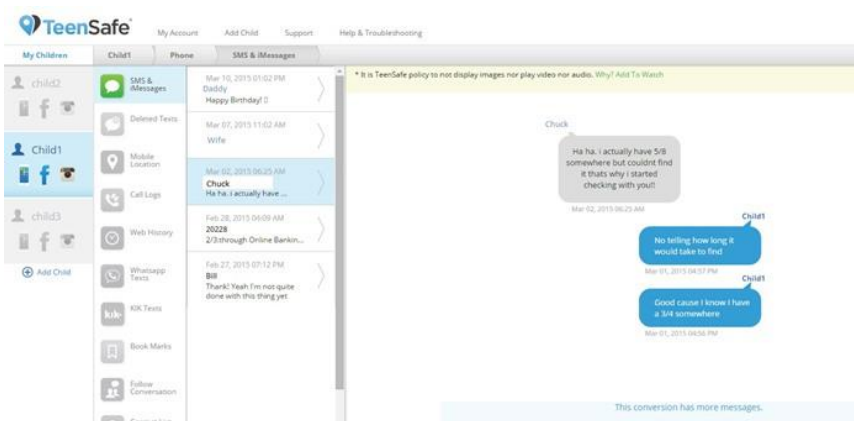 TeenSafe
My Account Add Child Support Help & Troubleshooting
My Children Child1 Phone SMS & iMessages
child2
Child1
child3
Add Child
SMS &
iMessages
Deleted Texts
Mobile
Location
Call Logs
Web History
Whatsapp
Texts
kik
KIK Texts
Book Marks
Follow
Conversation
Mar 10, 2015 01:02 PM
Daddy
Happy Birthday!
Mar 07, 2015 11:02 AM
Wife
Mar 02, 2015 06:25 AM
Chuck
Ha ha. i actually have ...
Feb 28, 2015 04:09 AM
20228
2/3:through Online Bankin...
Feb 27, 2015 07:12 PM
Bill
Thank! Yeah I'm not quite
done with this thing yet
* It is TeenSafe policy to not display images nor play video nor audio. Why? Add To Watch
Chuck
Ha ha. i actually have 5/8
somewhere but couldnt find
it thats why i started
checking with you!!
Mar 02, 2015 06:25 AM
Child1
No telling how long it
would take to find
Mar 01, 2015 04:57 PM
Child1
Good cause I know I have
a 3/4 somewhere
Mar 01, 2015 04:56 PM
This conversion has more messages.